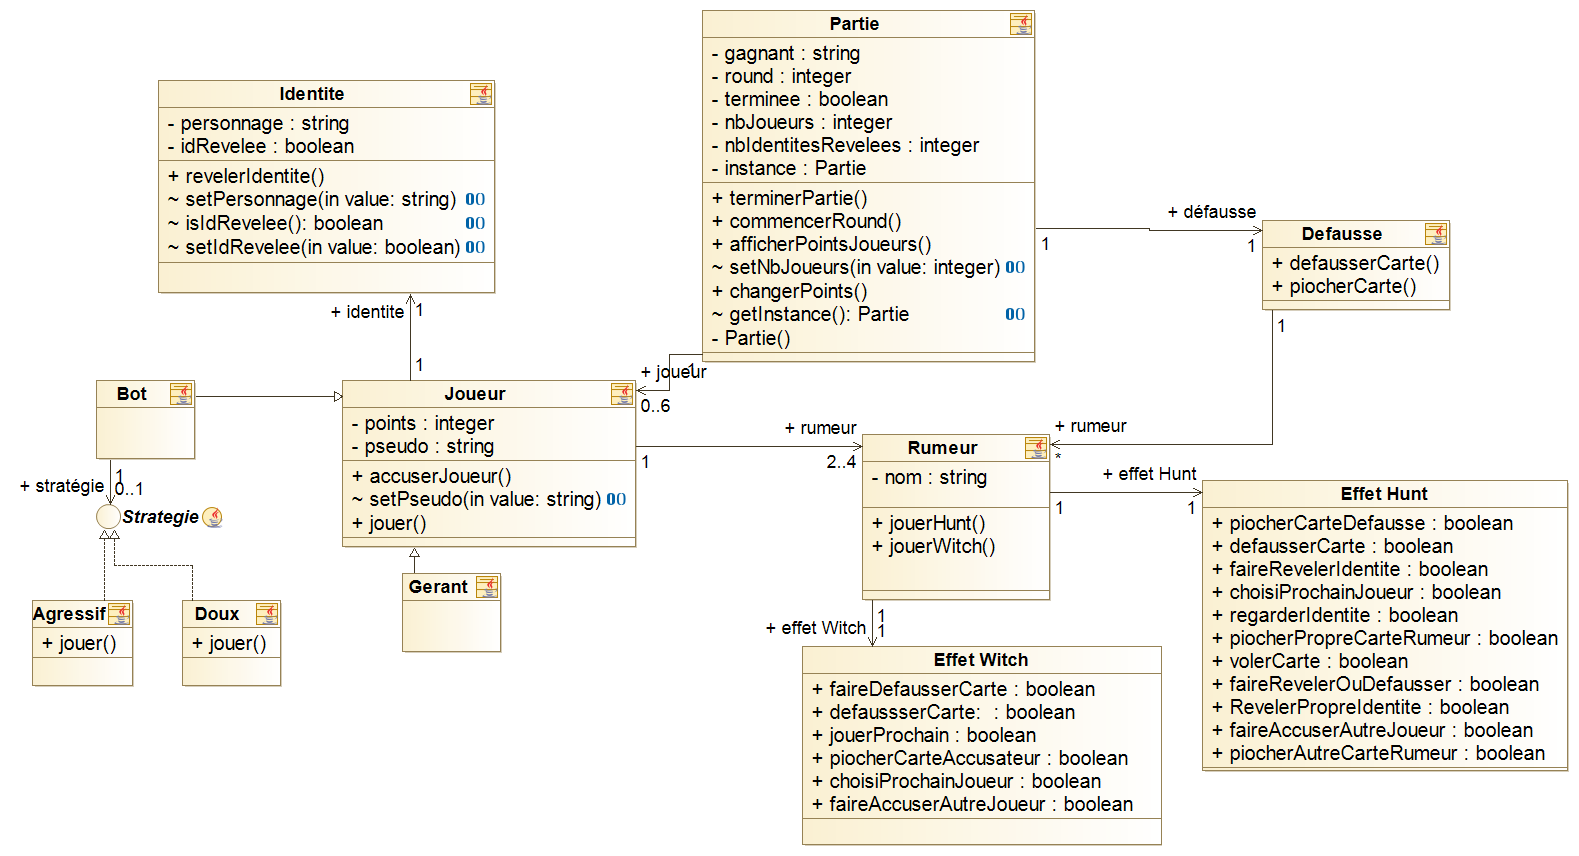 Partie
- gagnant : string
- round : integer
- terminee : boolean
- nbJoueurs : integer
- nbIdentitesRevelees : integer
- instance : Partie
+ terminerPartie()
+ commencerRound()
+ afficherPointsJoueurs()
~ setNbJoueurs(in value: integer)
+ changerPoints()
~ getInstance(): Partie
- Partie()
Identite
- personnage : string
- idRevelee : boolean
+ revelerIdentite()
~ setPersonnage(in value: string)
~ isIdRevelee(): boolean
~ setIdRevelee(in value: boolean)
+ défausse
1
1
Defausse
+ defausserCarte()
+ piocherCarte()
1
+ identite
1
1
+ joueur
1
0..6
Bot
Joueur
- points : integer
- pseudo : string
+ accuserJoueur()
~ setPseudo(in value: string)
+ jouer()
+ rumeur
1
2..4
+ rumeur
*
Rumeur
- nom : string
+ jouerHunt()
+ jouerWitch()
+ effet Hunt
1
1
+ stratégie
1
0..1
Strategie
Effet Hunt
+ piocherCarteDefausse : boolean
+ defausserCarte : boolean
+ faireRevelerIdentite : boolean
+ choisiProchainJoueur : boolean
+ regarderIdentite : boolean
+ piocherPropreCarteRumeur : boolean
+ volerCarte : boolean
+ faireRevelerOuDefausser : boolean
+ RevelerPropreIdentite : boolean
+ faireAccuserAutreJoueur : boolean
+ piocherAutreCarteRumeur : boolean
Gerant
Agressif
+ jouer()
Doux
+ jouer()
1
+ effet Witch
1
Effet Witch
+ faireDefausserCarte : boolean
+ defaussserCarte: : boolean
+ jouerProchain : boolean
+ piocherCarteAccusateur : boolean
+ choisiProchainJoueur : boolean
+ faireAccuserAutreJoueur : boolean